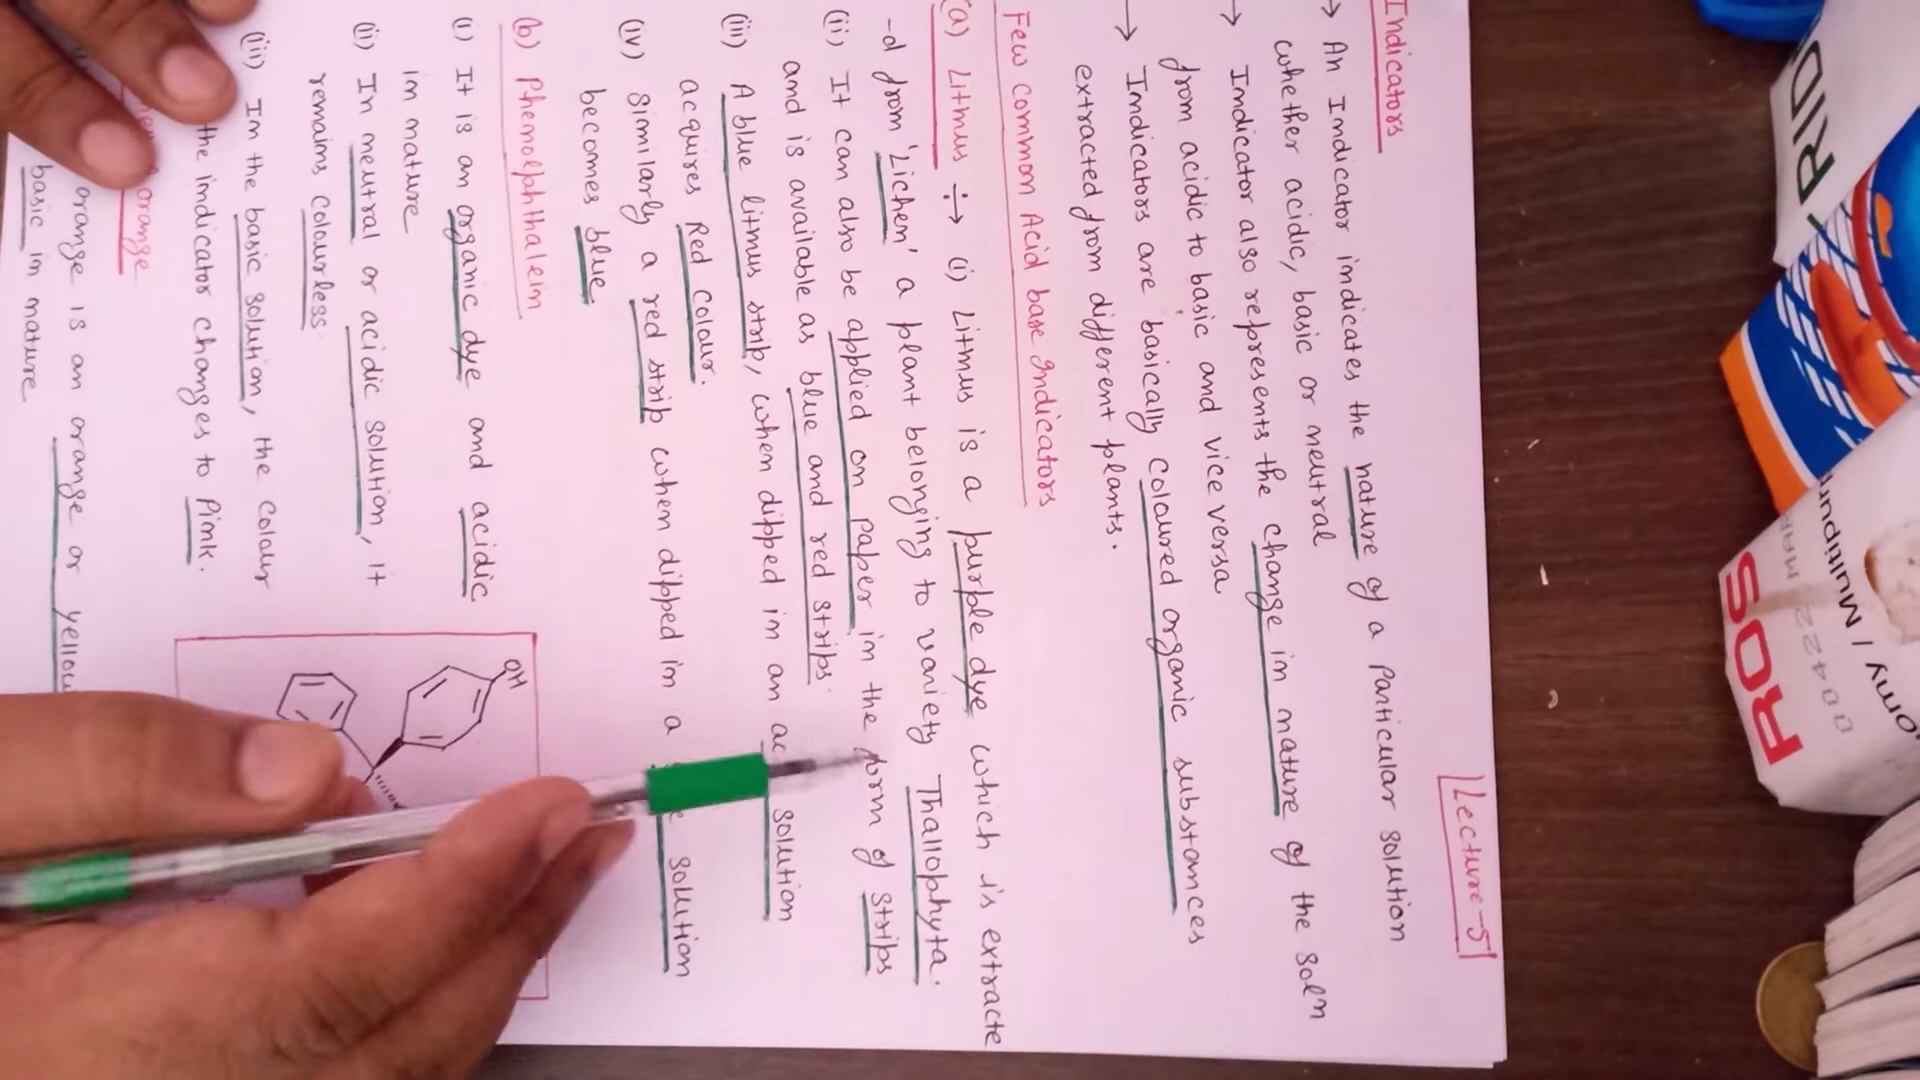 Lecture-5
Indicators
→ An Indicator indicates the nature of a particular solution
whether acidic, basic or neutral
→ Indicator also represents the change in nature of the soln
from acidic to basic and vice versa
→ Indicators are basically coloured organic substances
extracted from different plants.
Few common Acid base Indicators
(a) Litmus ÷→ (i) Litmus is a purple dye which is extracte
-d from 'Lichen' a plant belonging to variety Thallophyta.
(ii) It can also be applied on paper in the form of strips
and is available as blue and red strips.
(iii) A blue litmus strip, when dipped in an solution
acquires Red colour.
(iv) Similarly a red strip when dipped in a solution
becomes blue
(b) Phenolphthalein
(i) It is an organic dye and acidic
in nature
(ii) In neutral or acidic solution, it
remains colourless
(iii) In the basic solution, the colour
the indicator changes to Pink.
OH
orange
orange is an orange or yellow
basic in nature
ROS